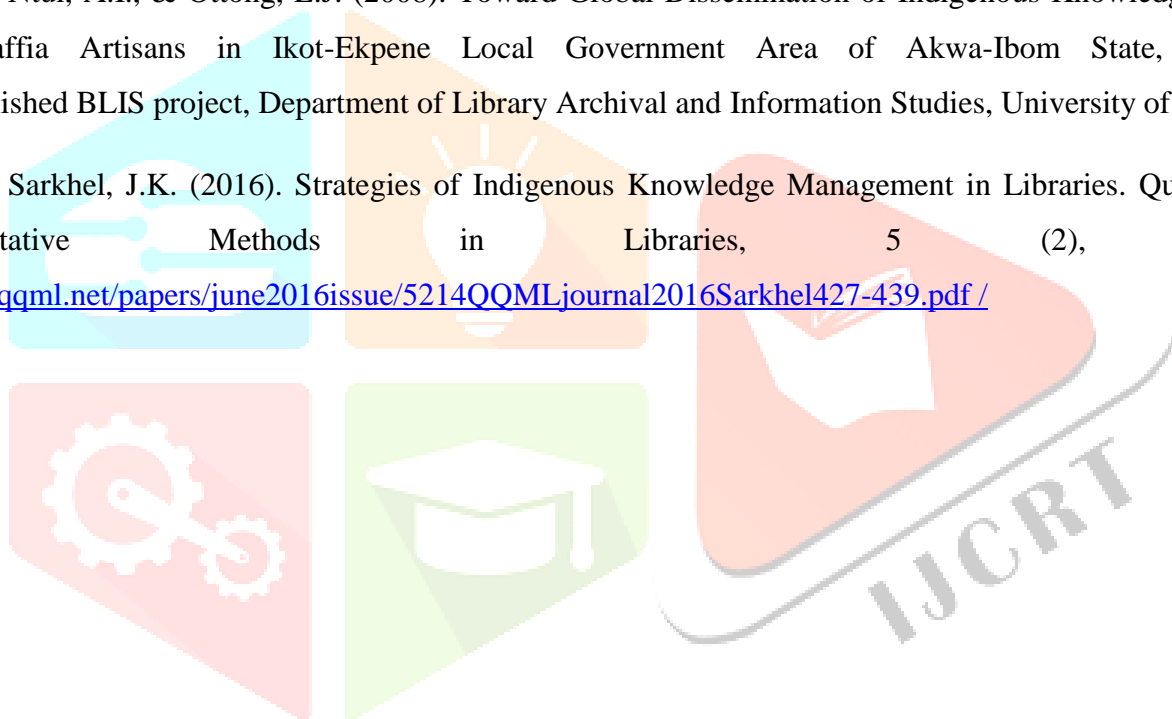 Ntui, A.I., & Ottong, E.J. (2008). Toward Global Dissemination of Indigenous Knowledg
affia Artisans in Ikot-Ekpene Local Government Area of Akwa-Ibom State,
ished BLIS project, Department of Library Archival and Information Studies, University of
Sarkhel, J.K. (2016). Strategies of Indigenous Knowledge Management in Libraries. Qu
tative Methods in Libraries, 5 (2),
qqml.net/papers/june2016issue/5214QQMLjournal2016Sarkhel427-439.pdf /
IJCRT